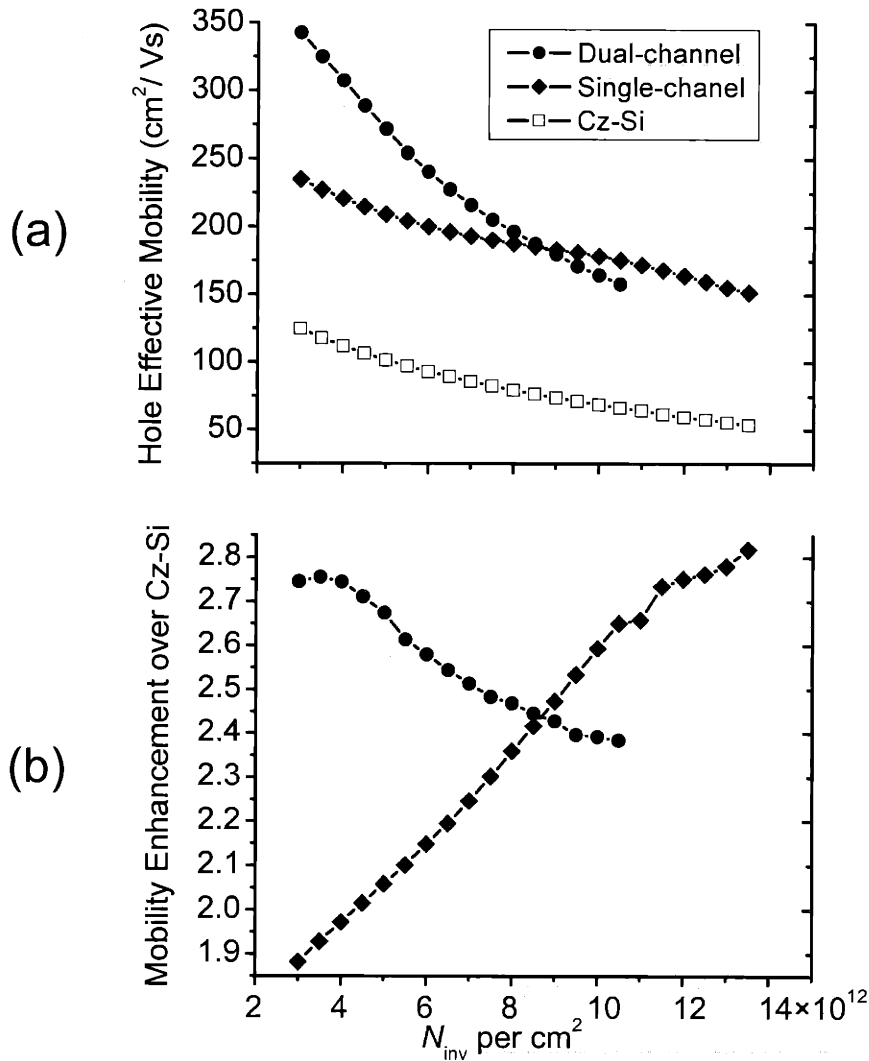 (a)
Hole Effective Mobility (cm²/ Vs)
350
300
250
200
150
100
50
Dual-channel
Single-chanel
Cz-Si
(b)
Mobility Enhancement over Cz-Si
2.8
2.7
2.6
2.5
2.4
2.3
2.2
2.1
2.0
1.9
2 4 6 8 10 12 14×10¹²
N_inv per cm²